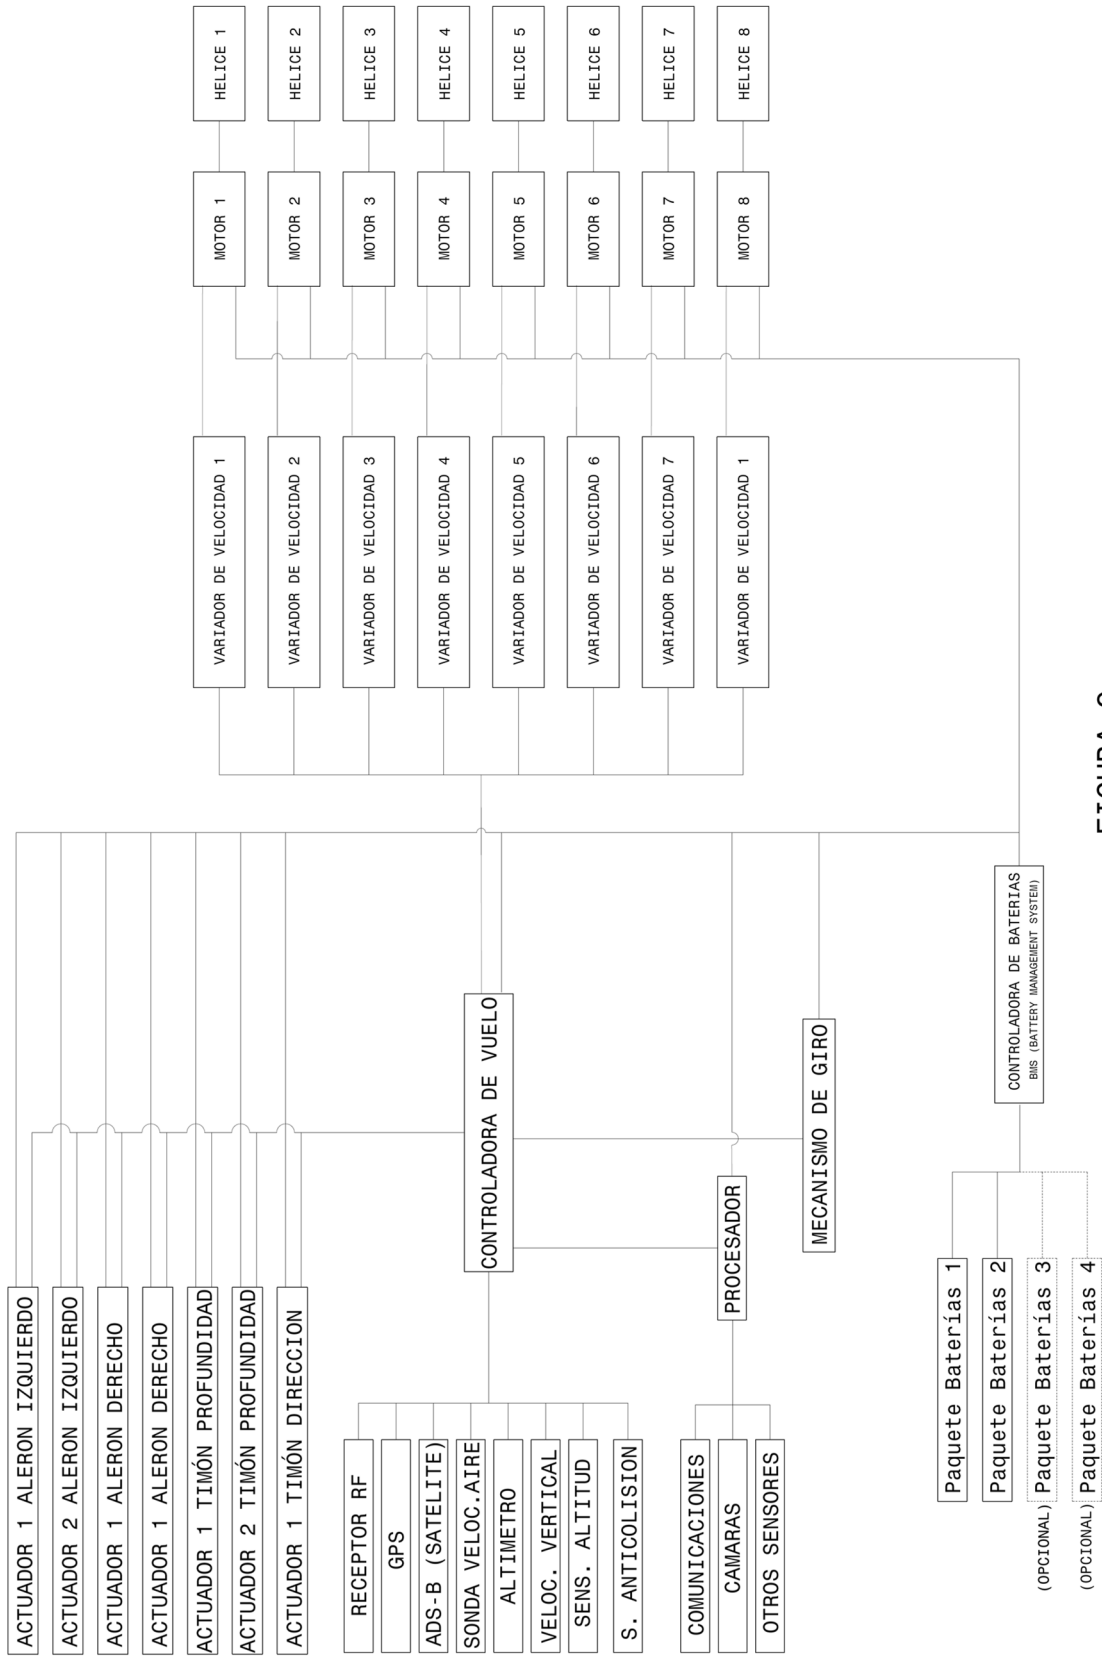 HELICE 1
HELICE 2
HELICE 3
HELICE 4
HELICE 5
HELICE 6
HELICE 7
HELICE 8
MOTOR 1
MOTOR 2
MOTOR 3
MOTOR 4
MOTOR 5
MOTOR 6
MOTOR 7
MOTOR 8
VARIADOR DE VELOCIDAD 1
VARIADOR DE VELOCIDAD 2
VARIADOR DE VELOCIDAD 3
VARIADOR DE VELOCIDAD 4
VARIADOR DE VELOCIDAD 5
VARIADOR DE VELOCIDAD 6
VARIADOR DE VELOCIDAD 7
VARIADOR DE VELOCIDAD 1
CONTROLADORA DE VUELO
PROCESADOR
MECANISMO DE GIRO
CONTROLADORA DE BATERIAS
BMS (BATTERY MANAGEMENT SYSTEM)
ACTUADOR 1 ALERON IZQUIERDO
ACTUADOR 2 ALERON IZQUIERDO
ACTUADOR 1 ALERON DERECHO
ACTUADOR 1 ALERON DERECHO
ACTUADOR 1 TIMÓN PROFUNDIDAD
ACTUADOR 2 TIMÓN PROFUNDIDAD
ACTUADOR 1 TIMÓN DIRECCION
RECEPTOR RF
GPS
ADS-B (SATELITE)
SONDA VELOC.AIRE
ALTIMETRO
VELOC. VERTICAL
SENS. ALTITUD
S. ANTICOLISION
COMUNICACIONES
CAMARAS
OTROS SENSORES
Paquete Baterías 1
Paquete Baterías 2
(OPCIONAL) Paquete Baterías 3
(OPCIONAL) Paquete Baterías 4
FIGURA